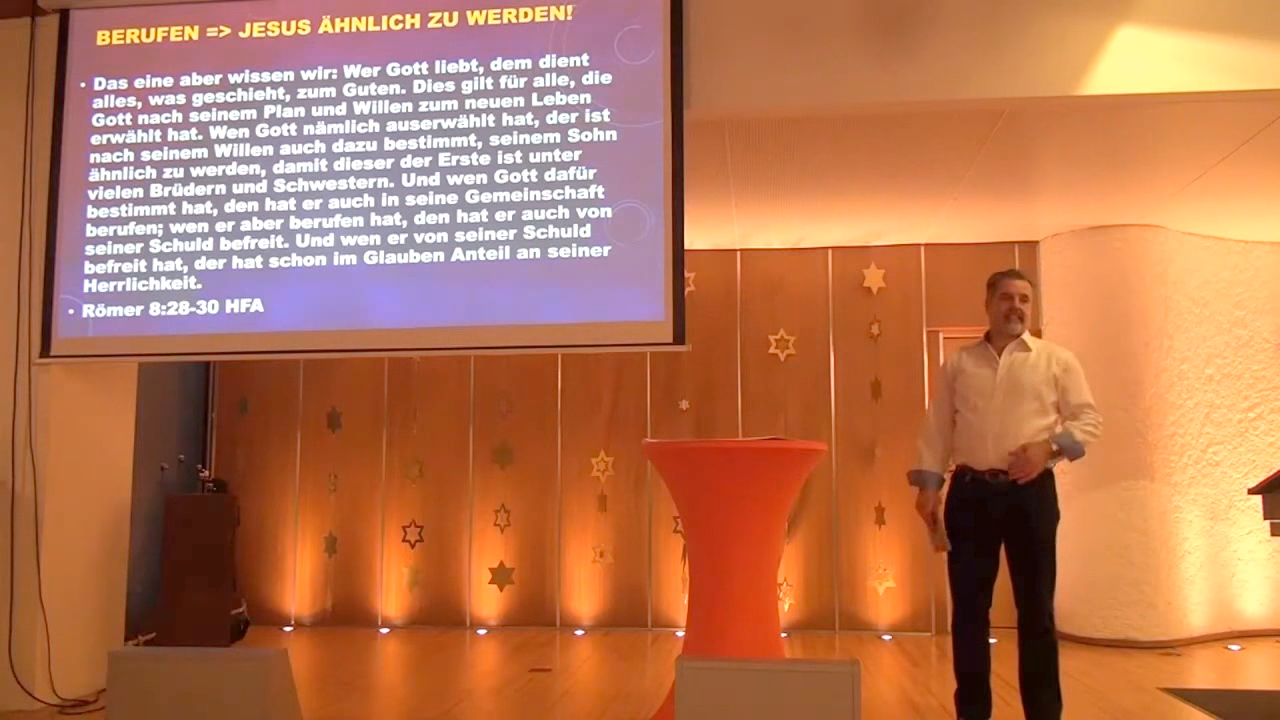 BERUFEN => JESUS ÄHNLICH ZU WERDEN!
• Das eine aber wissen wir: Wer Gott liebt, dem dient
alles, was geschieht, zum Guten. Dies gilt für alle, die
Gott nach seinem Plan und Willen zum neuen Leben
erwählt hat. Wen Gott nämlich auserwählt hat, der ist
nach seinem Willen auch dazu bestimmt, seinem Sohn
ähnlich zu werden, damit dieser der Erste ist unter
vielen Brüdern und Schwestern. Und wen Gott dafür
bestimmt hat, den hat er auch in seine Gemeinschaft
berufen; wen er aber berufen hat, den hat er auch von
seiner Schuld befreit. Und wen er von seiner Schuld
befreit hat, der hat schon im Glauben Anteil an seiner
Herrlichkeit.
• Römer 8:28-30 HFA